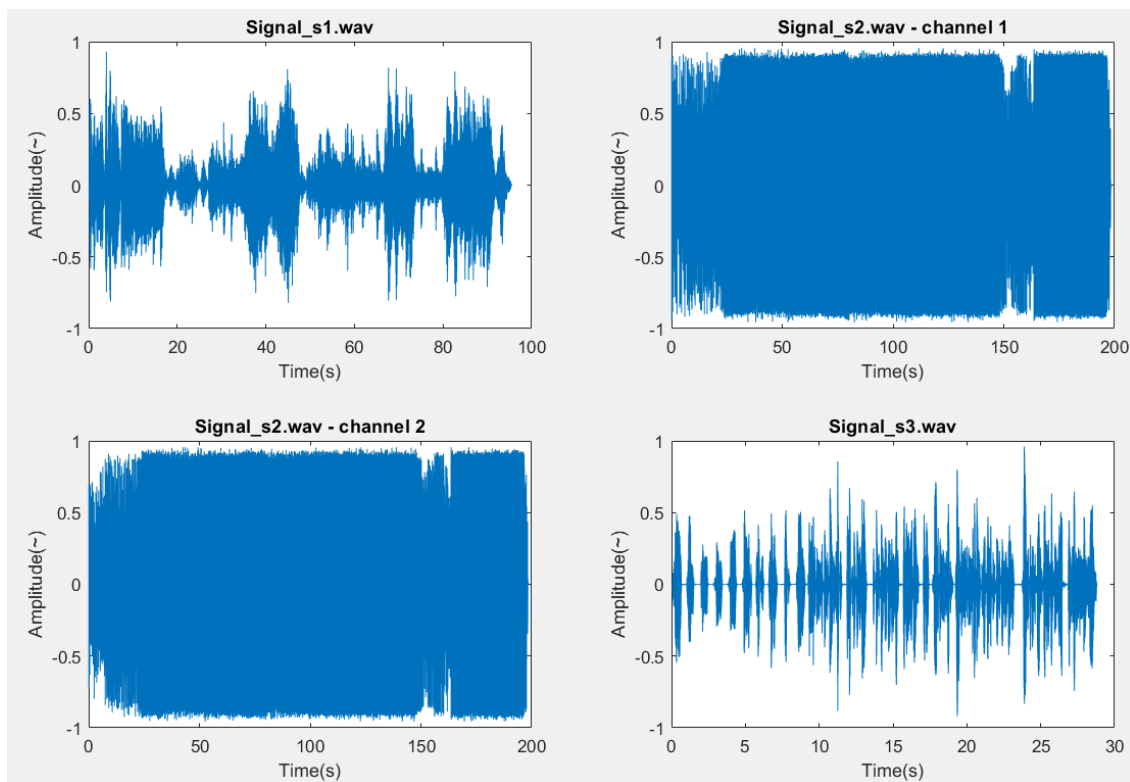 Signal_s1.wav
1
0.5
0
-0.5
-1
Amplitude(~)
0 20 40 60 80 100
Time(s)
Signal_s2.wav - channel 1
1
0.5
0
-0.5
-1
Amplitude(~)
0 50 100 150 200
Time(s)
Signal_s2.wav - channel 2
1
0.5
0
-0.5
-1
Amplitude(~)
0 50 100 150 200
Time(s)
Signal_s3.wav
1
0.5
0
-0.5
-1
Amplitude(~)
0 5 10 15 20 25 30
Time(s)